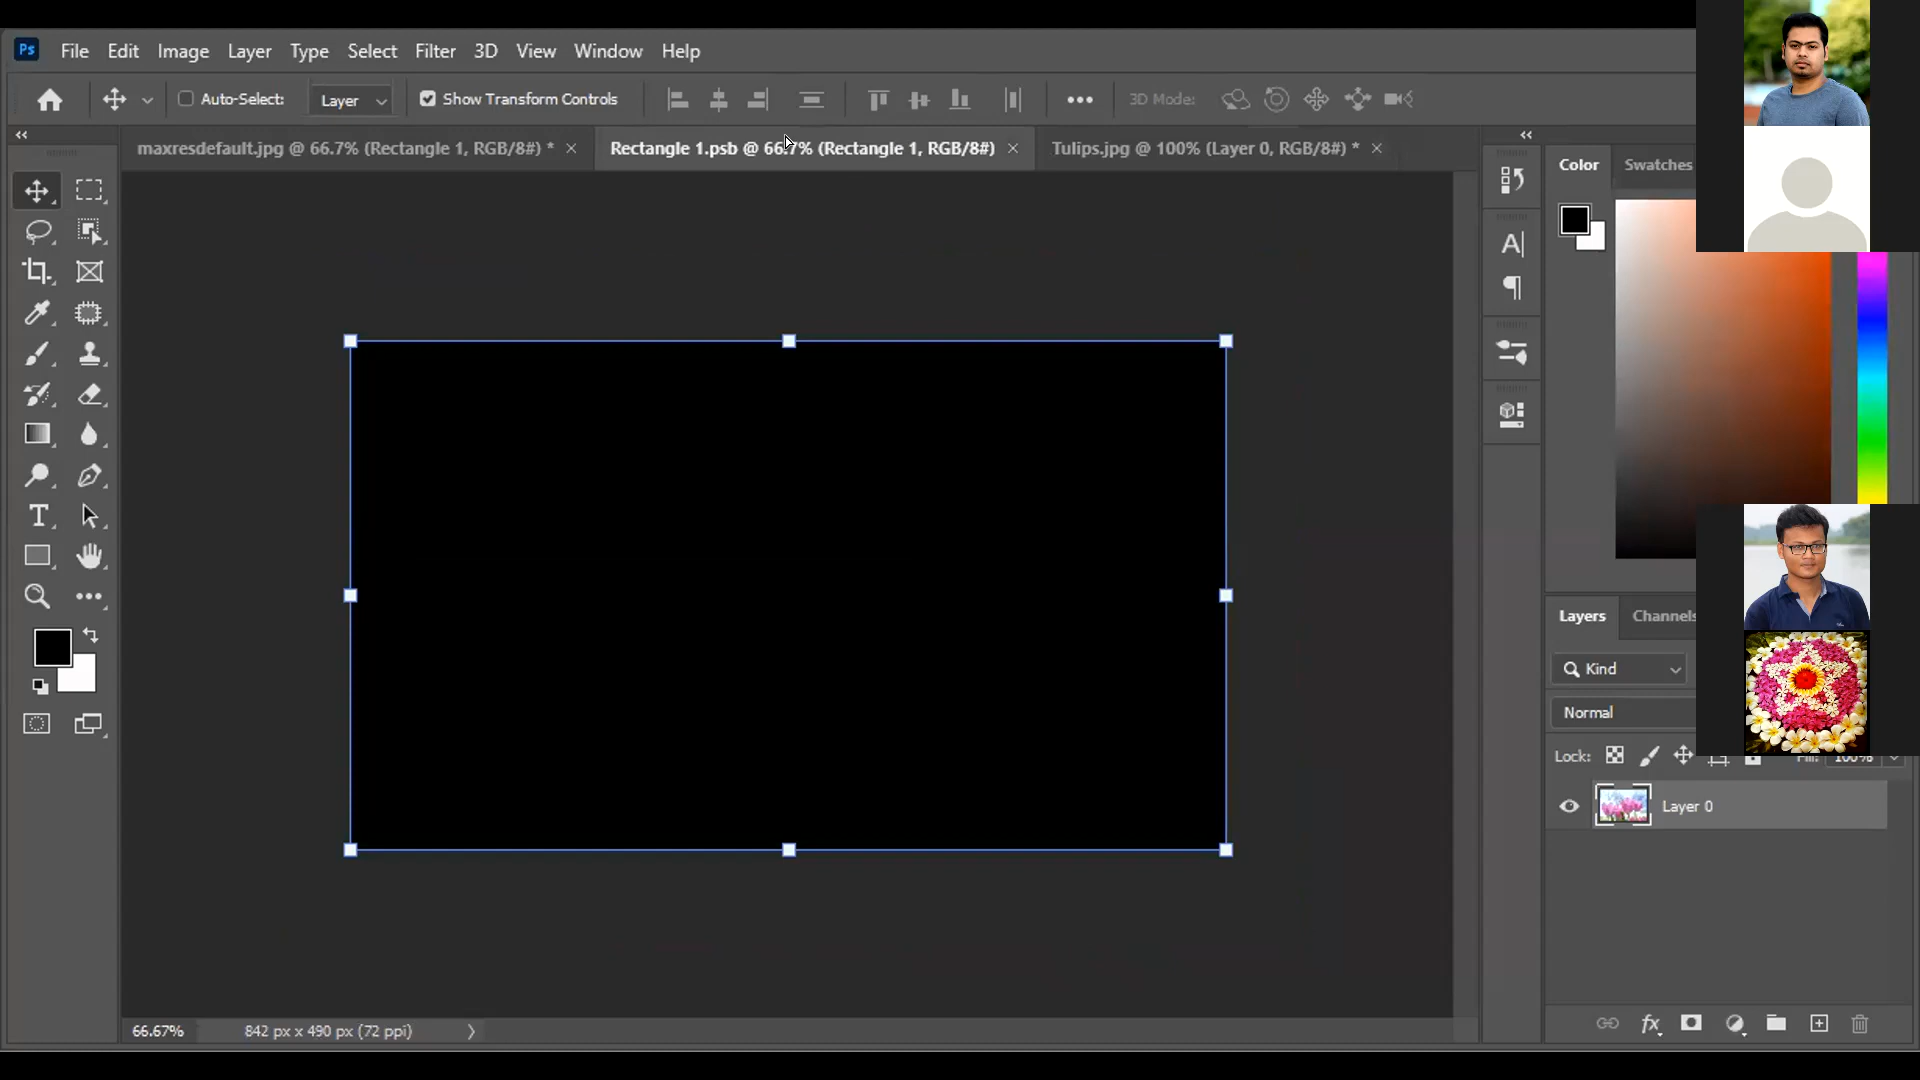 Ps File Edit Image Layer Type Select Filter 3D View Window Help
Auto-Select: Layer Show Transform Controls 3D Mode:
maxresdefault.jpg @ 66.7% (Rectangle 1, RGB/8#) * Rectangle 1.psb @ 66.7% (Rectangle 1, RGB/8#) Tulips.jpg @ 100% (Layer 0, RGB/8#) *
Color Swatches
Layers Channels
Kind
Normal
Lock: Fill: 100%
Layer 0
66.67% 842 px x 490 px (72 ppi)